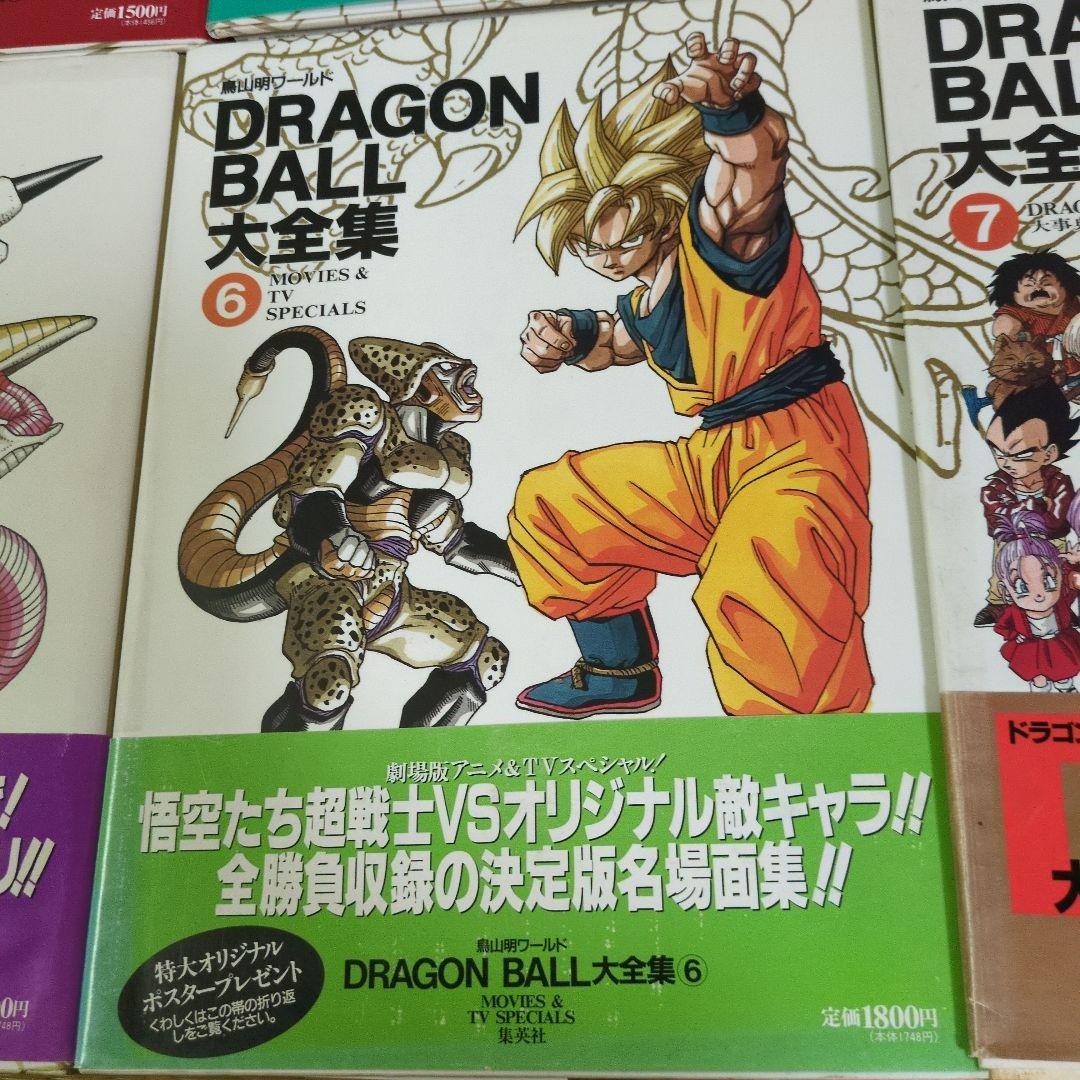 定価1500円
鳥山明ワールド
DRAGON
BALL
大全集
6
MOVIES &
TV
SPECIALS
劇場版アニメ&TVスペシャル!
悟空たち超戦士VSオリジナル敵キャラ!!
全勝負収録の決定版名場面集!!
特大オリジナル
ポスタープレゼント
くわしくはこの帯の折り返
しをご覧ください。
鳥山明ワールド
DRAGON BALL大全集⑥
MOVIES &
TV SPECIALS
集英社
定価1800円
(本体1748円)
DRA
BAL
大全
7
DRAG
大事
ドラゴ